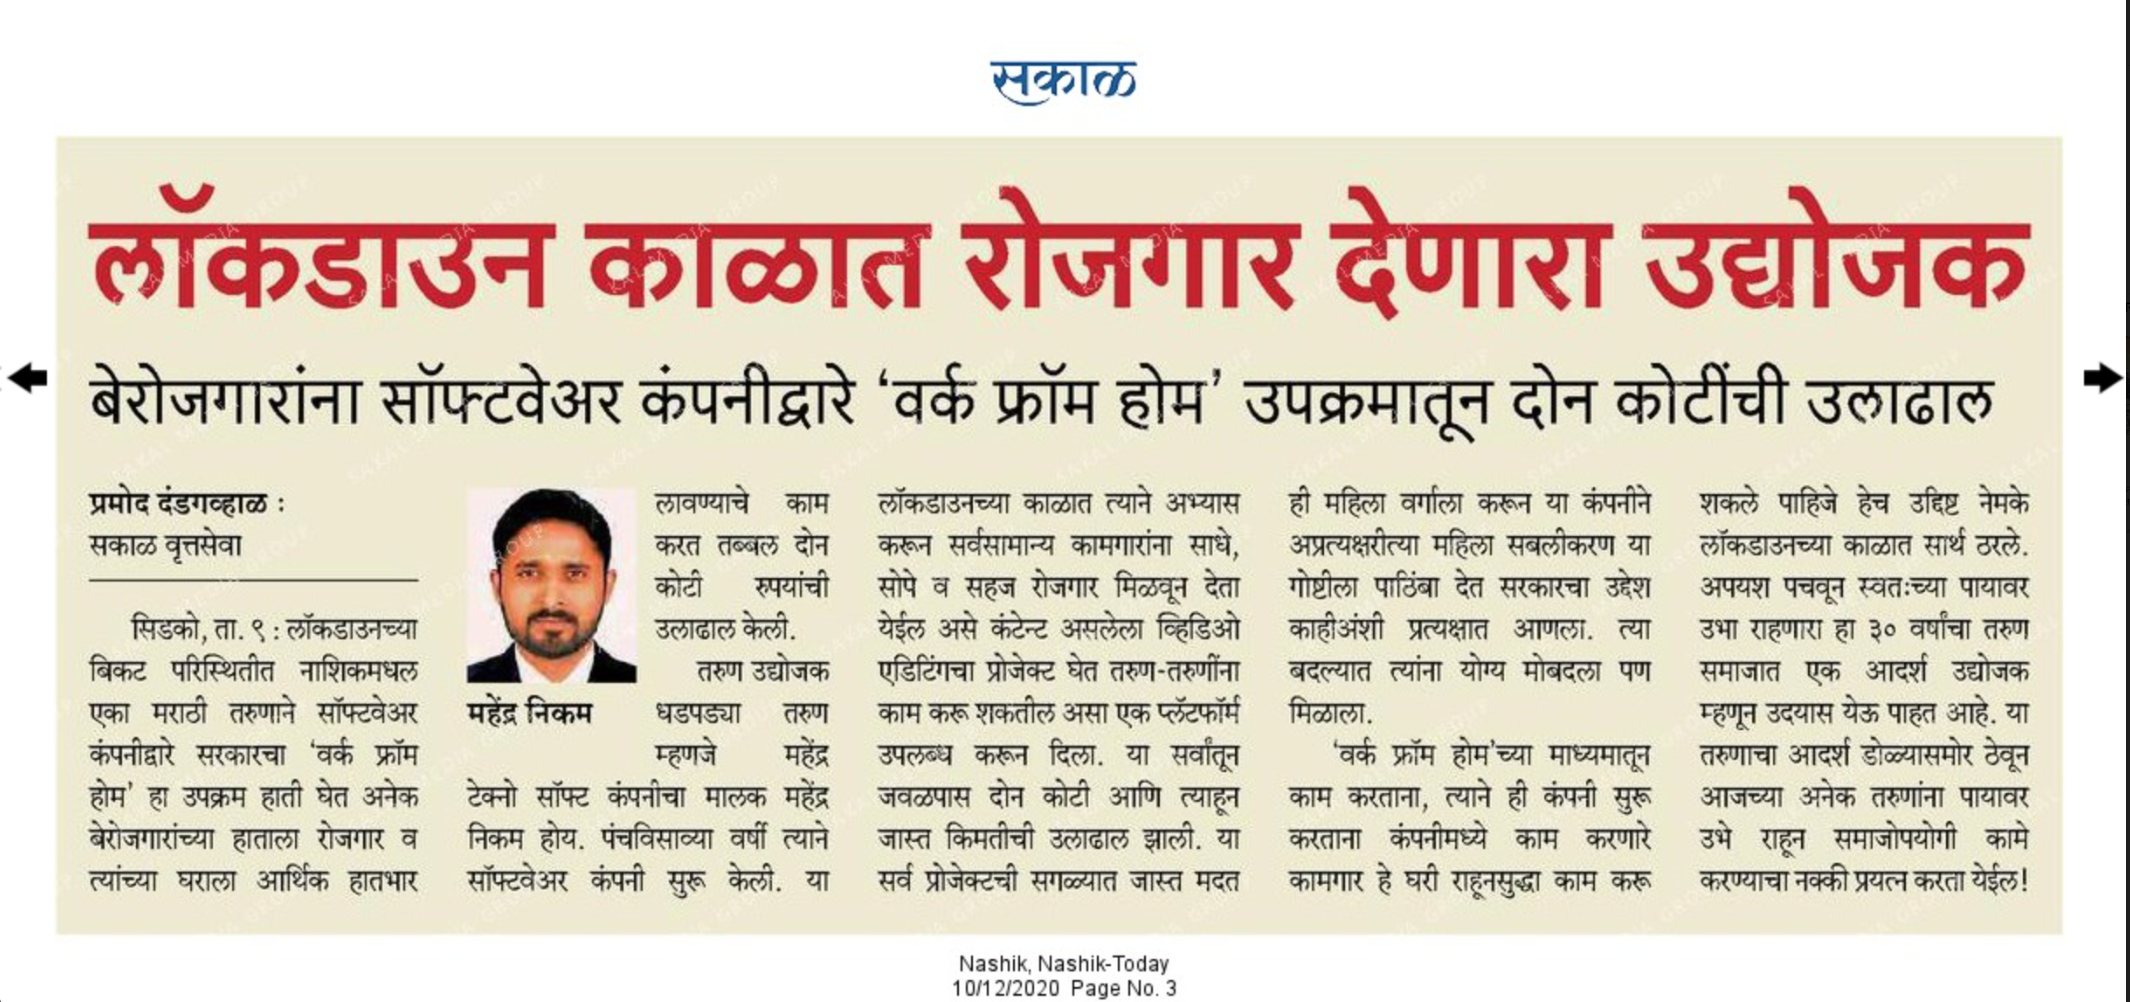 सकाळ
लॉकडाउन काळात रोजगार देणारा उद्योजक
बेरोजगारांना सॉफ्टवेअर कंपनीद्वारे ‘वर्क फ्रॉम होम’ उपक्रमातून दोन कोटींची उलाढाल
प्रमोद दंडगव्हाळ :
सकाळ वृत्तसेवा
सिडको, ता. ९ : लॉकडाउनच्या
बिकट परिस्थितीत नाशिकमधल
एका मराठी तरुणाने सॉफ्टवेअर
कंपनीद्वारे सरकारचा ‘वर्क फ्रॉम
होम’ हा उपक्रम हाती घेत अनेक
बेरोजगारांच्या हाताला रोजगार व
त्यांच्या घराला आर्थिक हातभार
महेंद्र निकम
लावण्याचे काम
करत तब्बल दोन
कोटी रुपयांची
उलाढाल केली.
तरुण उद्योजक
धडपड्या तरुण
म्हणजे महेंद्र
टेक्नो सॉफ्ट कंपनीचा मालक महेंद्र
निकम होय. पंचविसाव्या वर्षी त्याने
सॉफ्टवेअर कंपनी सुरू केली. या
लॉकडाउनच्या काळात त्याने अभ्यास
करून सर्वसामान्य कामगारांना साधे,
सोपे व सहज रोजगार मिळवून देता
येईल असे कंटेन्ट असलेला व्हिडिओ
एडिटिंगचा प्रोजेक्ट घेत तरुण-तरुणींना
काम करू शकतील असा एक प्लॅटफॉर्म
उपलब्ध करून दिला. या सर्वांतून
जवळपास दोन कोटी आणि त्याहून
जास्त किमतीची उलाढाल झाली. या
सर्व प्रोजेक्टची सगळ्यात जास्त मदत
ही महिला वर्गाला करून या कंपनीने
अप्रत्यक्षरीत्या महिला सबलीकरण या
गोष्टीला पाठिंबा देत सरकारचा उद्देश
काहीअंशी प्रत्यक्षात आणला. त्या
बदल्यात त्यांना योग्य मोबदला पण
मिळाला.
‘वर्क फ्रॉम होम’च्या माध्यमातून
काम करताना, त्याने ही कंपनी सुरू
करताना कंपनीमध्ये काम करणारे
कामगार हे घरी राहूनसुद्धा काम करू
शकले पाहिजे हेच उद्दिष्ट नेमके
लॉकडाउनच्या काळात सार्थ ठरले.
अपयश पचवून स्वतःच्या पायावर
उभा राहणारा हा ३० वर्षांचा तरुण
समाजात एक आदर्श उद्योजक
म्हणून उदयास येऊ पाहत आहे. या
तरुणाचा आदर्श डोळ्यासमोर ठेवून
आजच्या अनेक तरुणांना पायावर
उभे राहून समाजोपयोगी कामे
करण्याचा नक्की प्रयत्न करता येईल!
Nashik, Nashik-Today
10/12/2020 Page No. 3